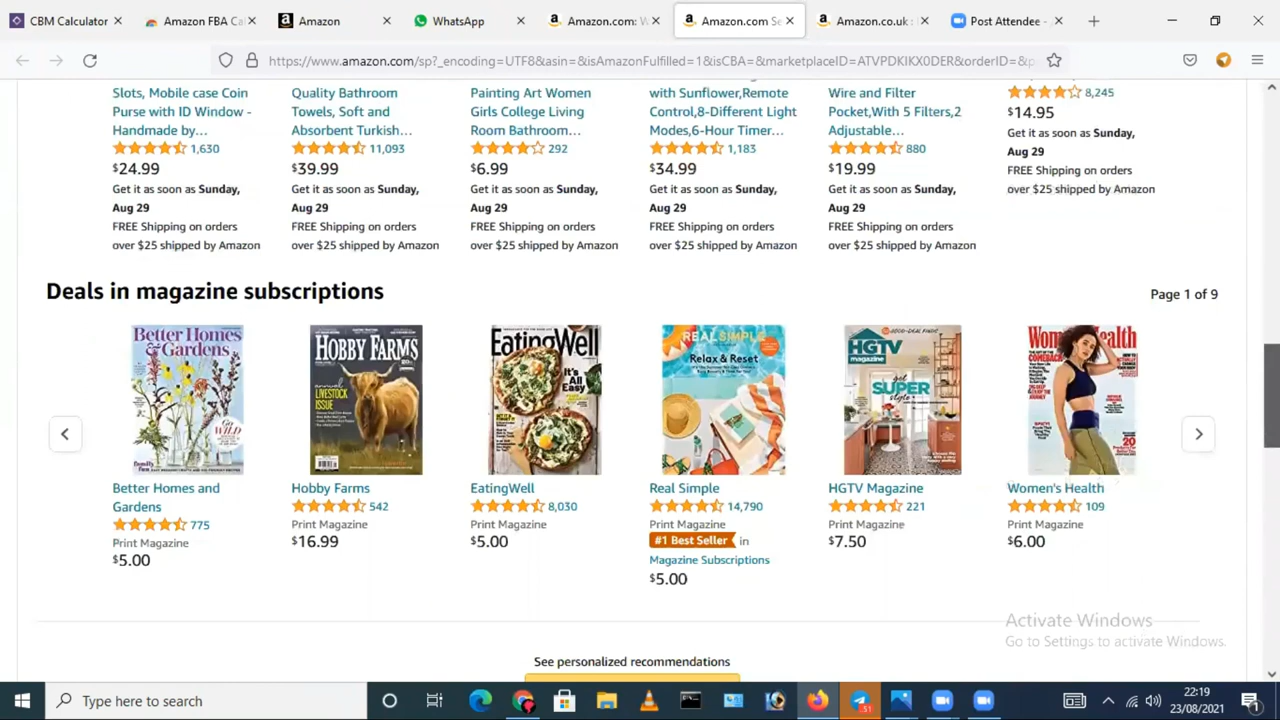 CBM Calculator
Amazon FBA Ca
Amazon
WhatsApp
Amazon.com: W
Amazon.com Se
Amazon.co.uk :
Post Attendee -
https://www.amazon.com/sp?_encoding=UTF8&asin=&isAmazonFulfilled=1&isCBA=&marketplaceID=ATVPDKIKX0DER&orderID=&p
Slots, Mobile case Coin
Purse with ID Window -
Handmade by...
1,630
$24.99
Get it as soon as Sunday,
Aug 29
FREE Shipping on orders
over $25 shipped by Amazon
Quality Bathroom
Towels, Soft and
Absorbent Turkish...
11,093
$39.99
Get it as soon as Sunday,
Aug 29
FREE Shipping on orders
over $25 shipped by Amazon
Painting Art Women
Girls College Living
Room Bathroom...
292
$6.99
Get it as soon as Sunday,
Aug 29
FREE Shipping on orders
over $25 shipped by Amazon
with Sunflower,Remote
Control,8-Different Light
Modes,6-Hour Timer...
1,183
$34.99
Get it as soon as Sunday,
Aug 29
FREE Shipping on orders
over $25 shipped by Amazon
Wire and Filter
Pocket,With 5 Filters,2
Adjustable...
880
$19.99
Get it as soon as Sunday,
Aug 29
FREE Shipping on orders
over $25 shipped by Amazon
8,245
$14.95
Get it as soon as Sunday,
Aug 29
FREE Shipping on orders
over $25 shipped by Amazon
Deals in magazine subscriptions
Page 1 of 9
Better Homes
& Gardens
HOBBY FARMS
LIVESTOCK
ISSUE
EatingWell
It's All
Easy
REAL SIMPLE
Relax & Reset
HGTV
magazine
get
SUPER
style
Women's Health
Better Homes and
Gardens
775
Print Magazine
$5.00
Hobby Farms
542
Print Magazine
$16.99
EatingWell
8,030
Print Magazine
$5.00
Real Simple
14,790
Print Magazine
#1 Best Seller in
Magazine Subscriptions
$5.00
HGTV Magazine
221
Print Magazine
$7.50
Women's Health
109
Print Magazine
$6.00
Activate Windows
Go to Settings to activate Windows.
See personalized recommendations
Type here to search
22:19
23/08/2021